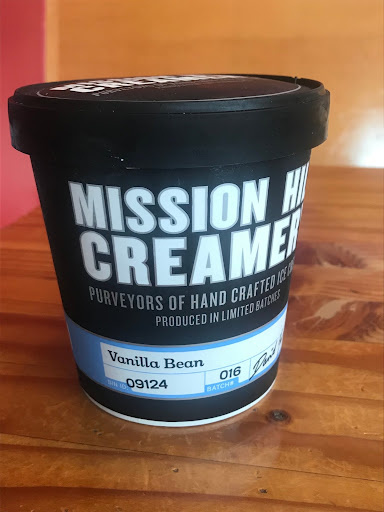 MISSION HI
CREAMER
PURVEYORS OF HAND CRAFTED ICE
PRODUCED IN LIMITED BATCHES
Vanilla Bean
09124
016
BATCH#